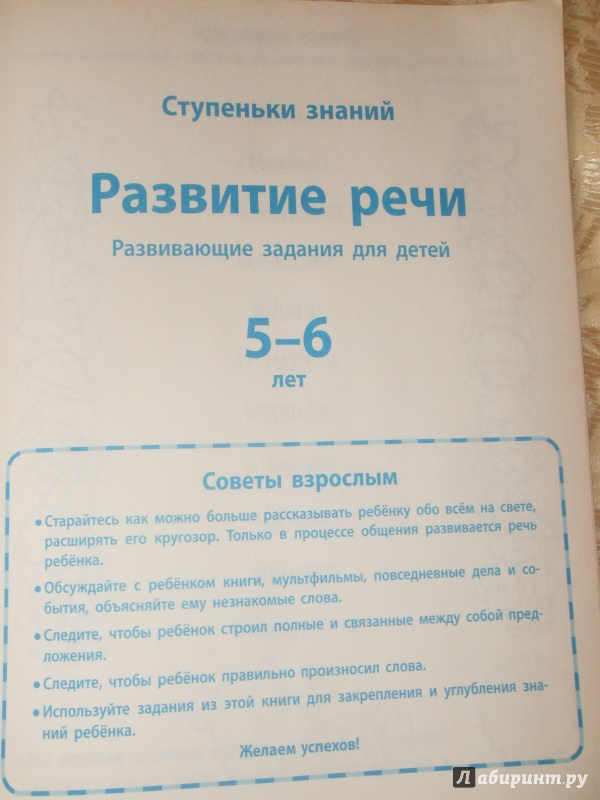 Ступеньки знаний
Развитие речи
Развивающие задания для детей
5–6
лет
Советы взрослым
• Старайтесь как можно больше рассказывать ребёнку обо всём на свете,
расширять его кругозор. Только в процессе общения развивается речь
ребёнка.
• Обсуждайте с ребёнком книги, мультфильмы, повседневные дела и со-
бытия, объясняйте ему незнакомые слова.
• Следите, чтобы ребёнок строил полные и связанные между собой пред-
ложения.
• Следите, чтобы ребёнок правильно произносил слова.
• Используйте задания из этой книги для закрепления и углубления зна-
ний ребёнка.
Желаем успехов!
Лабиринт.ру